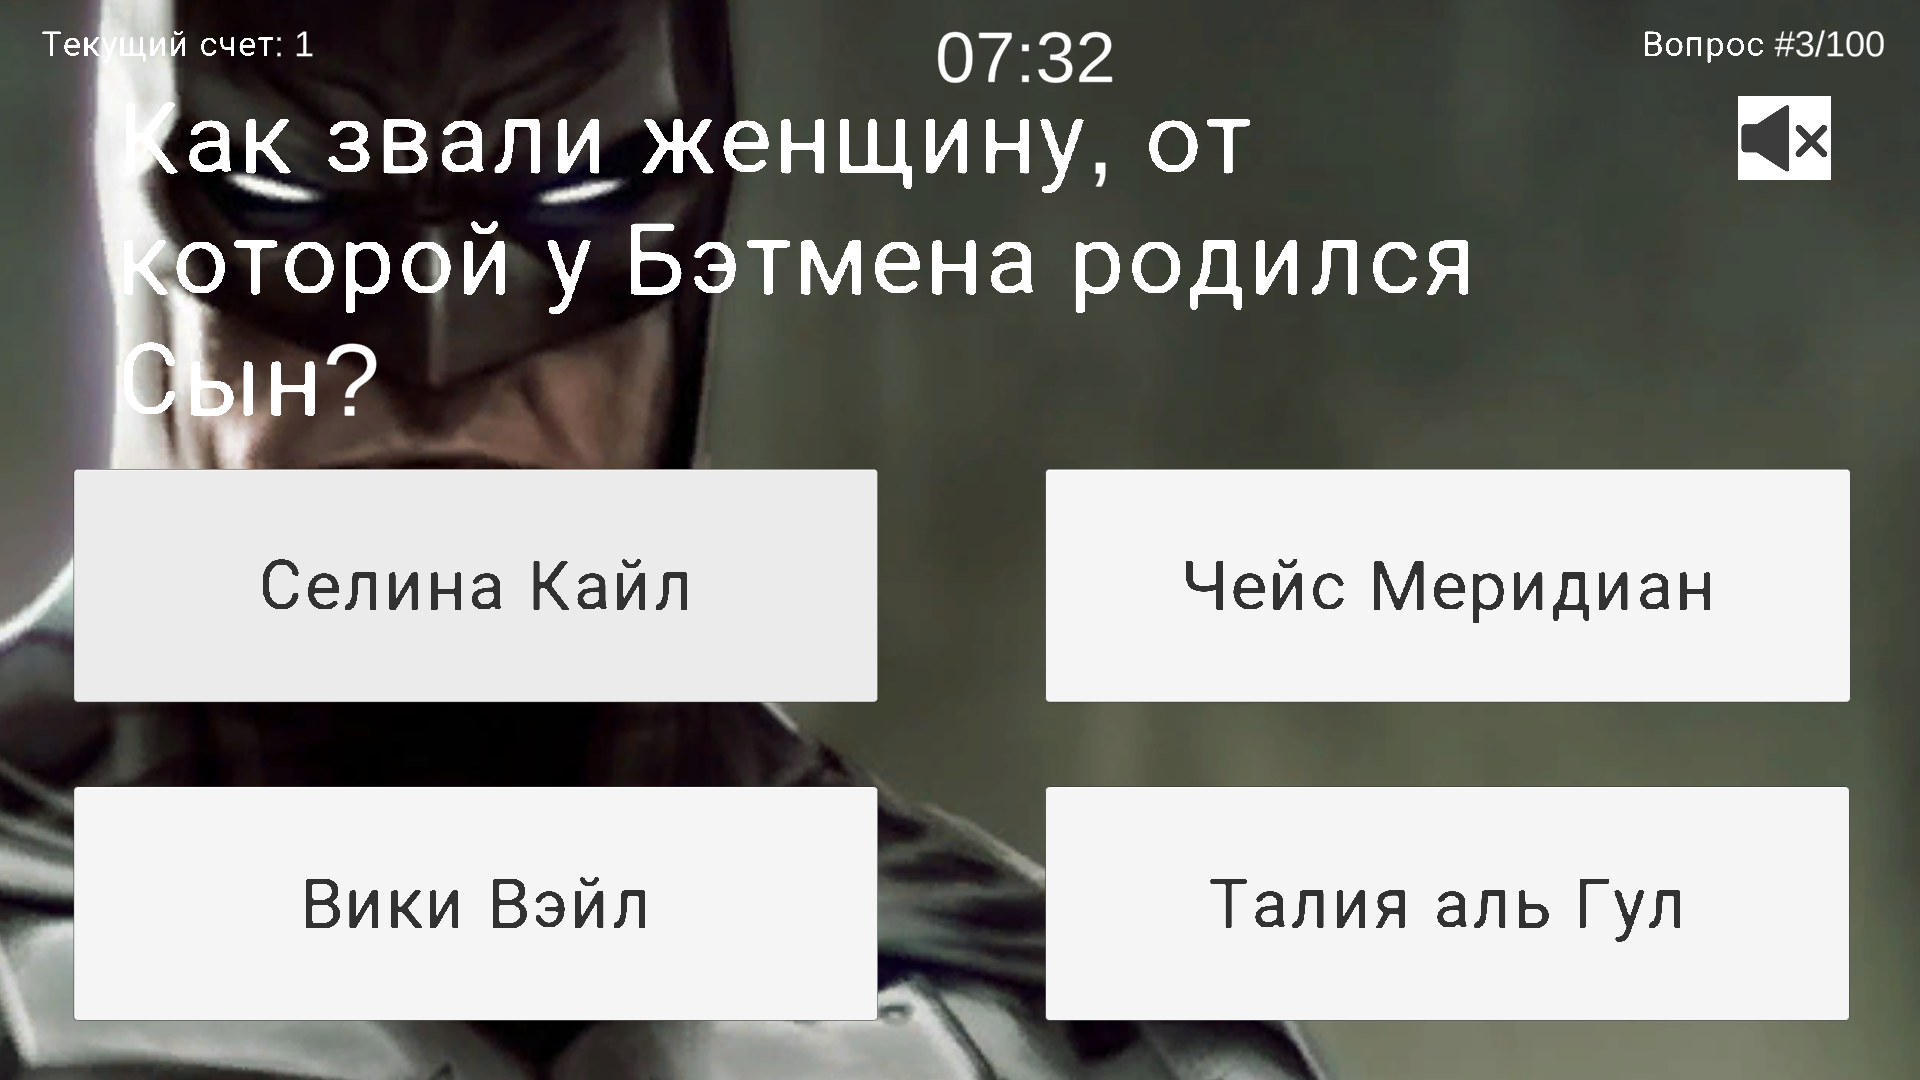 Текущий счет: 1
07:32
Вопрос #3/100
Как звали женщину, от
которой у Бэтмена родился
Сын?
Селина Кайл
Чейс Меридиан
Вики Вэйл
Талия аль Гул